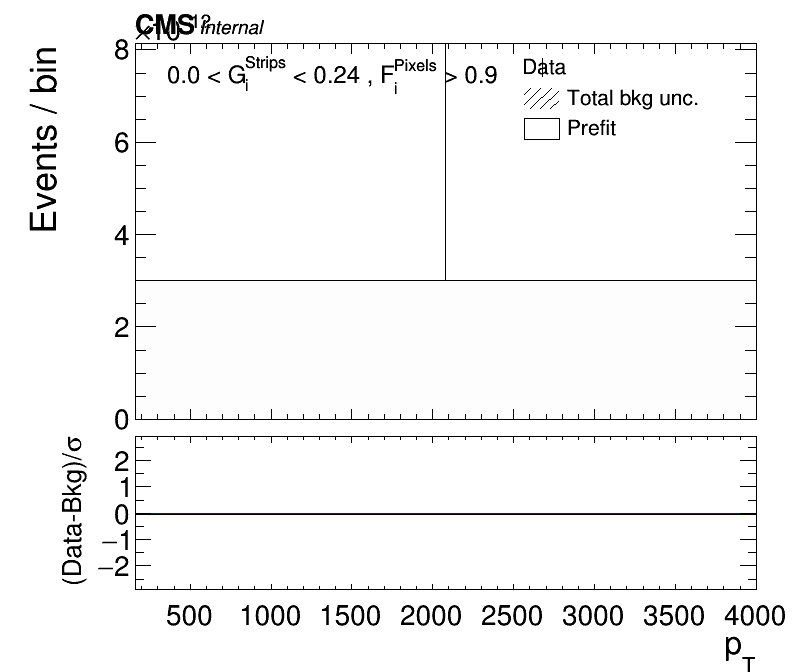 CMS Internal
×10
8
6
4
2
0
Events / bin
0.0 < G_i^Strips < 0.24 , F_i^Pixels > 0.9
Data
Total bkg unc.
Prefit
(Data-Bkg)/σ
2
1
0
−1
−2
500 1000 1500 2000 2500 3000 3500 4000
p_T